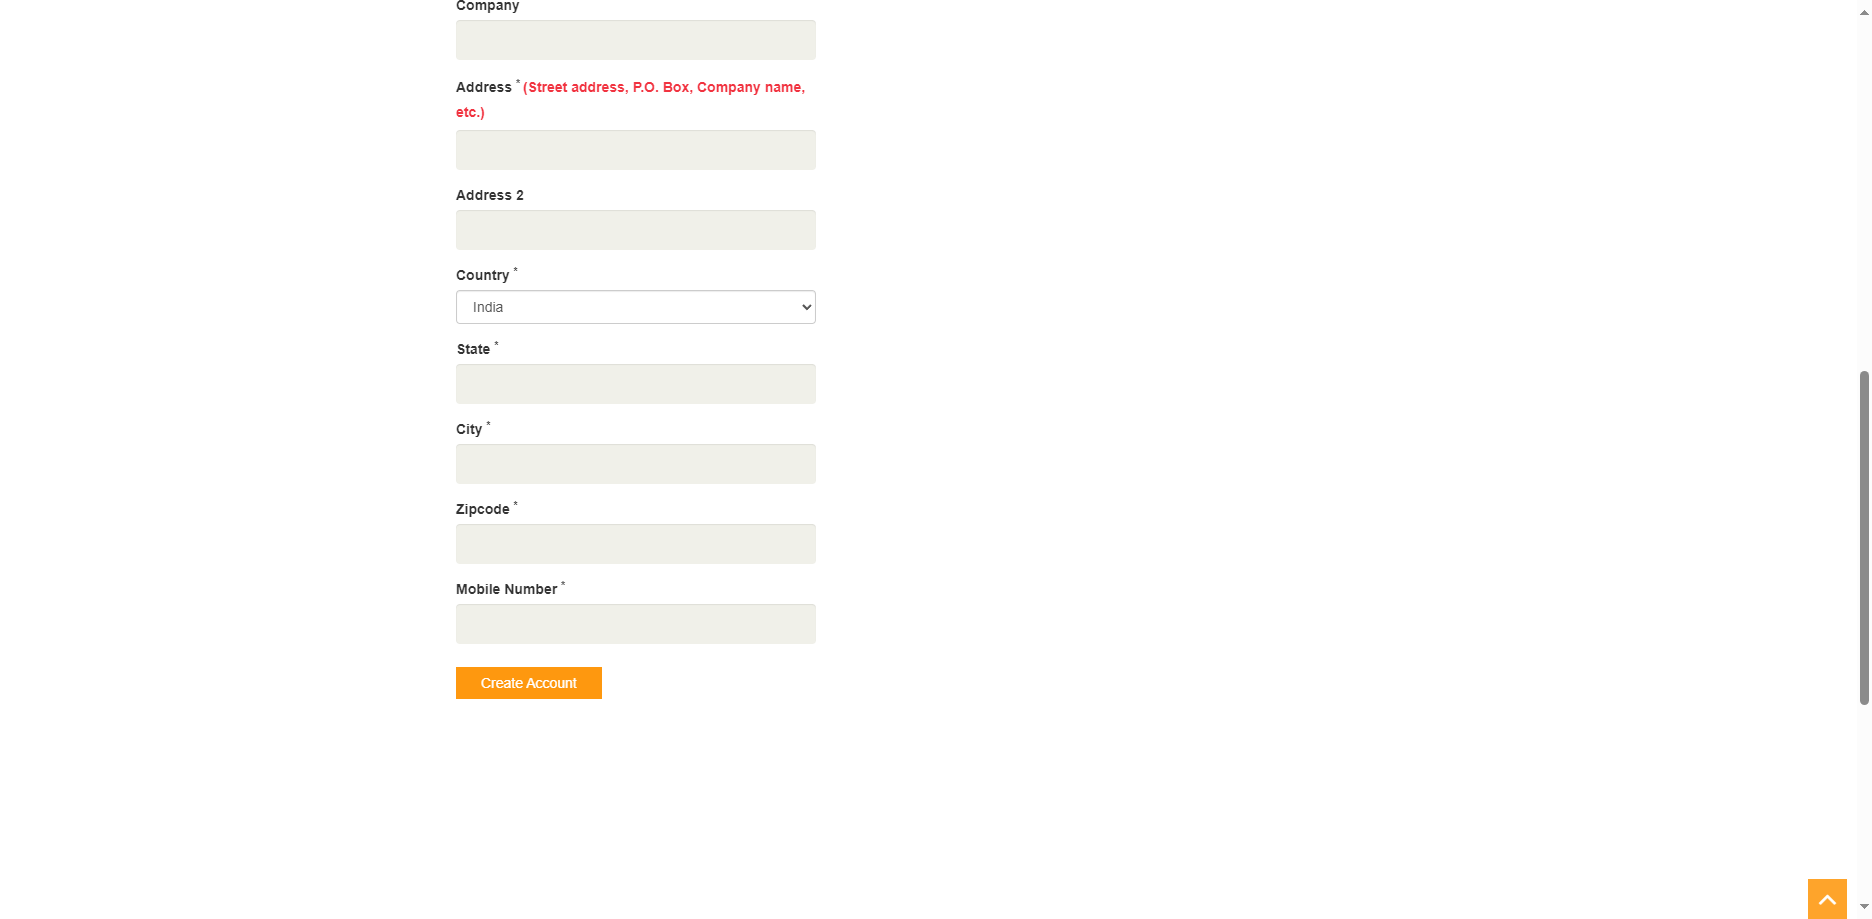 Company
Address * (Street address, P.O. Box, Company name,
etc.)
Address 2
Country *
India
State *
City *
Zipcode *
Mobile Number *
Create Account